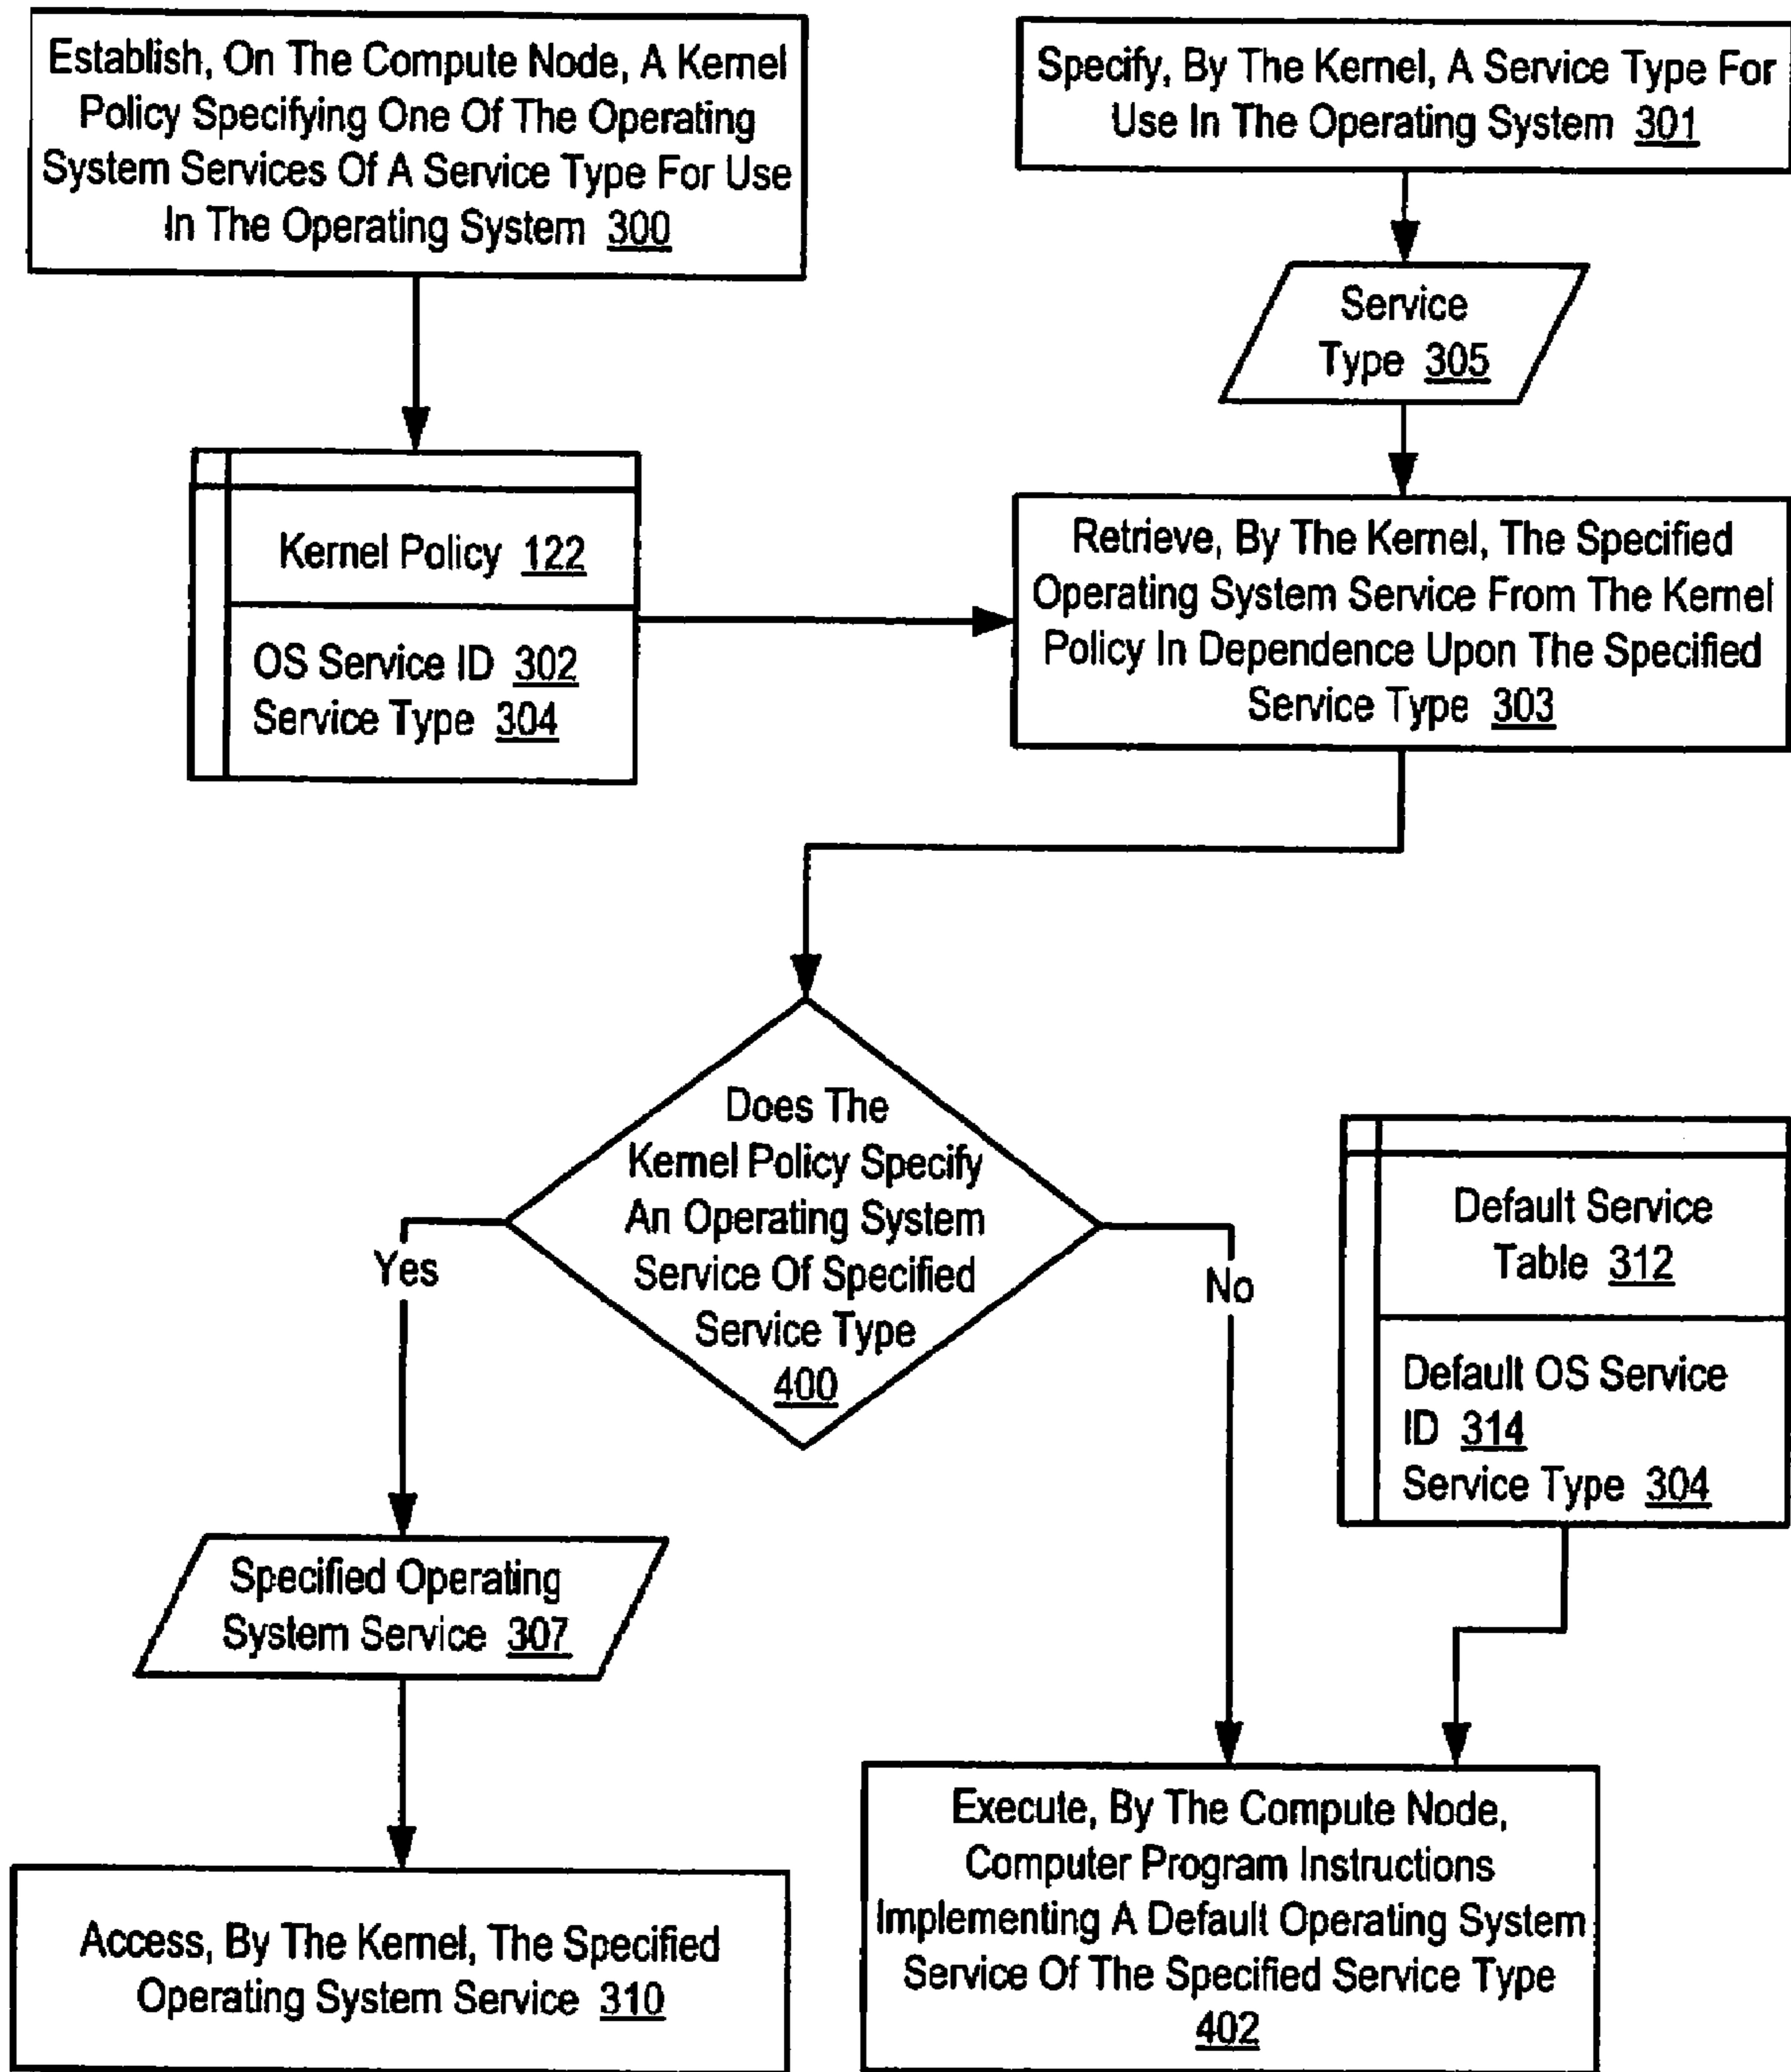 Establish, On The Compute Node, A Kernel
Policy Specifying One Of The Operating
System Services Of A Service Type For Use
In The Operating System 300
Specify, By The Kernel, A Service Type For
Use In The Operating System 301
Service
Type 305
Kernel Policy 122
OS Service ID 302
Service Type 304
Retrieve, By The Kernel, The Specified
Operating System Service From The Kernel
Policy In Dependence Upon The Specified
Service Type 303
Does The
Kernel Policy Specify
An Operating System
Service Of Specified
Service Type
400
Yes
No
Default Service
Table 312
Default OS Service
ID 314
Service Type 304
Specified Operating
System Service 307
Access, By The Kernel, The Specified
Operating System Service 310
Execute, By The Compute Node,
Computer Program Instructions
Implementing A Default Operating System
Service Of The Specified Service Type
402